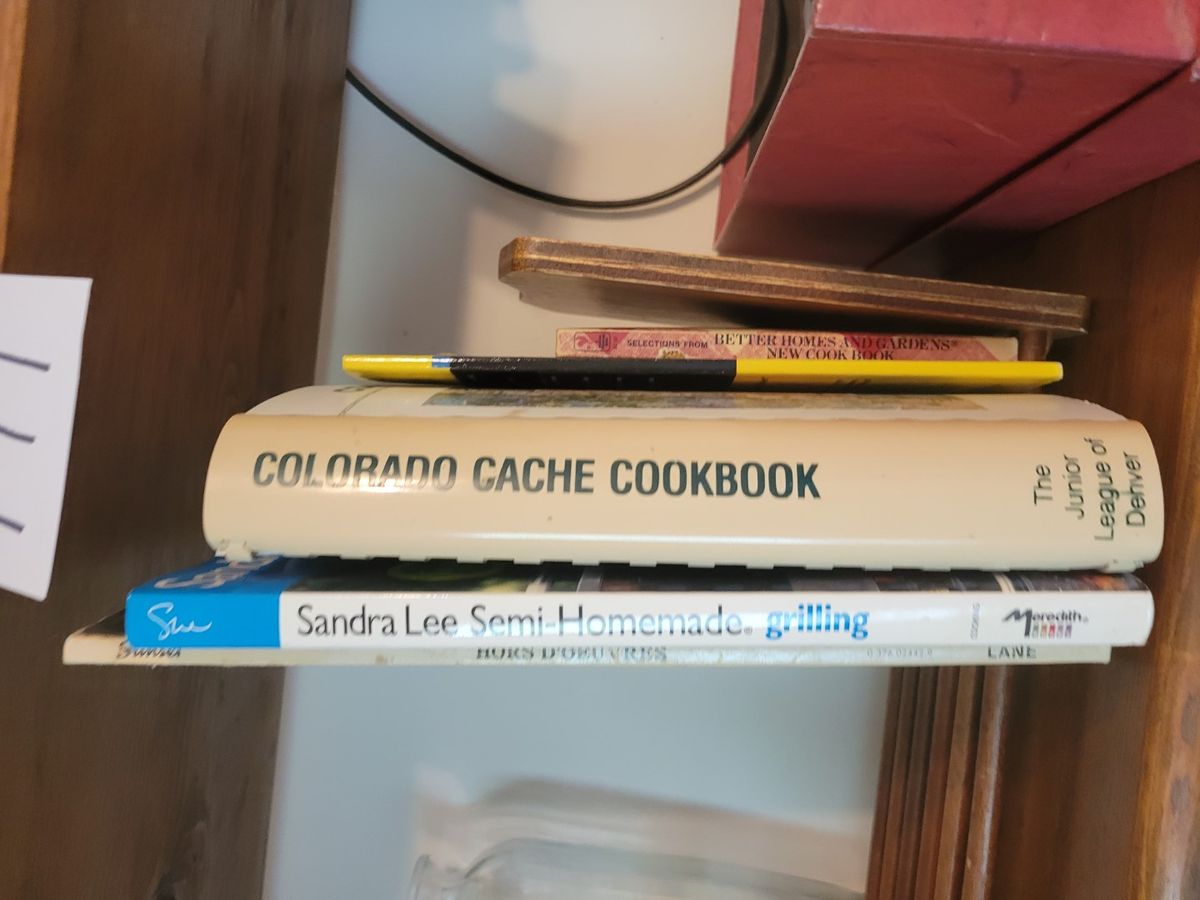 SELECTIONS FROM BETTER HOMES AND GARDENS®
NEW COOK BOOK
COLORADO CACHE COOKBOOK
The
Junior
League of
Denver
Sandra Lee Semi-Homemade® grilling
Meredith®
Sunset
HORS D'OEUVRES
LANE